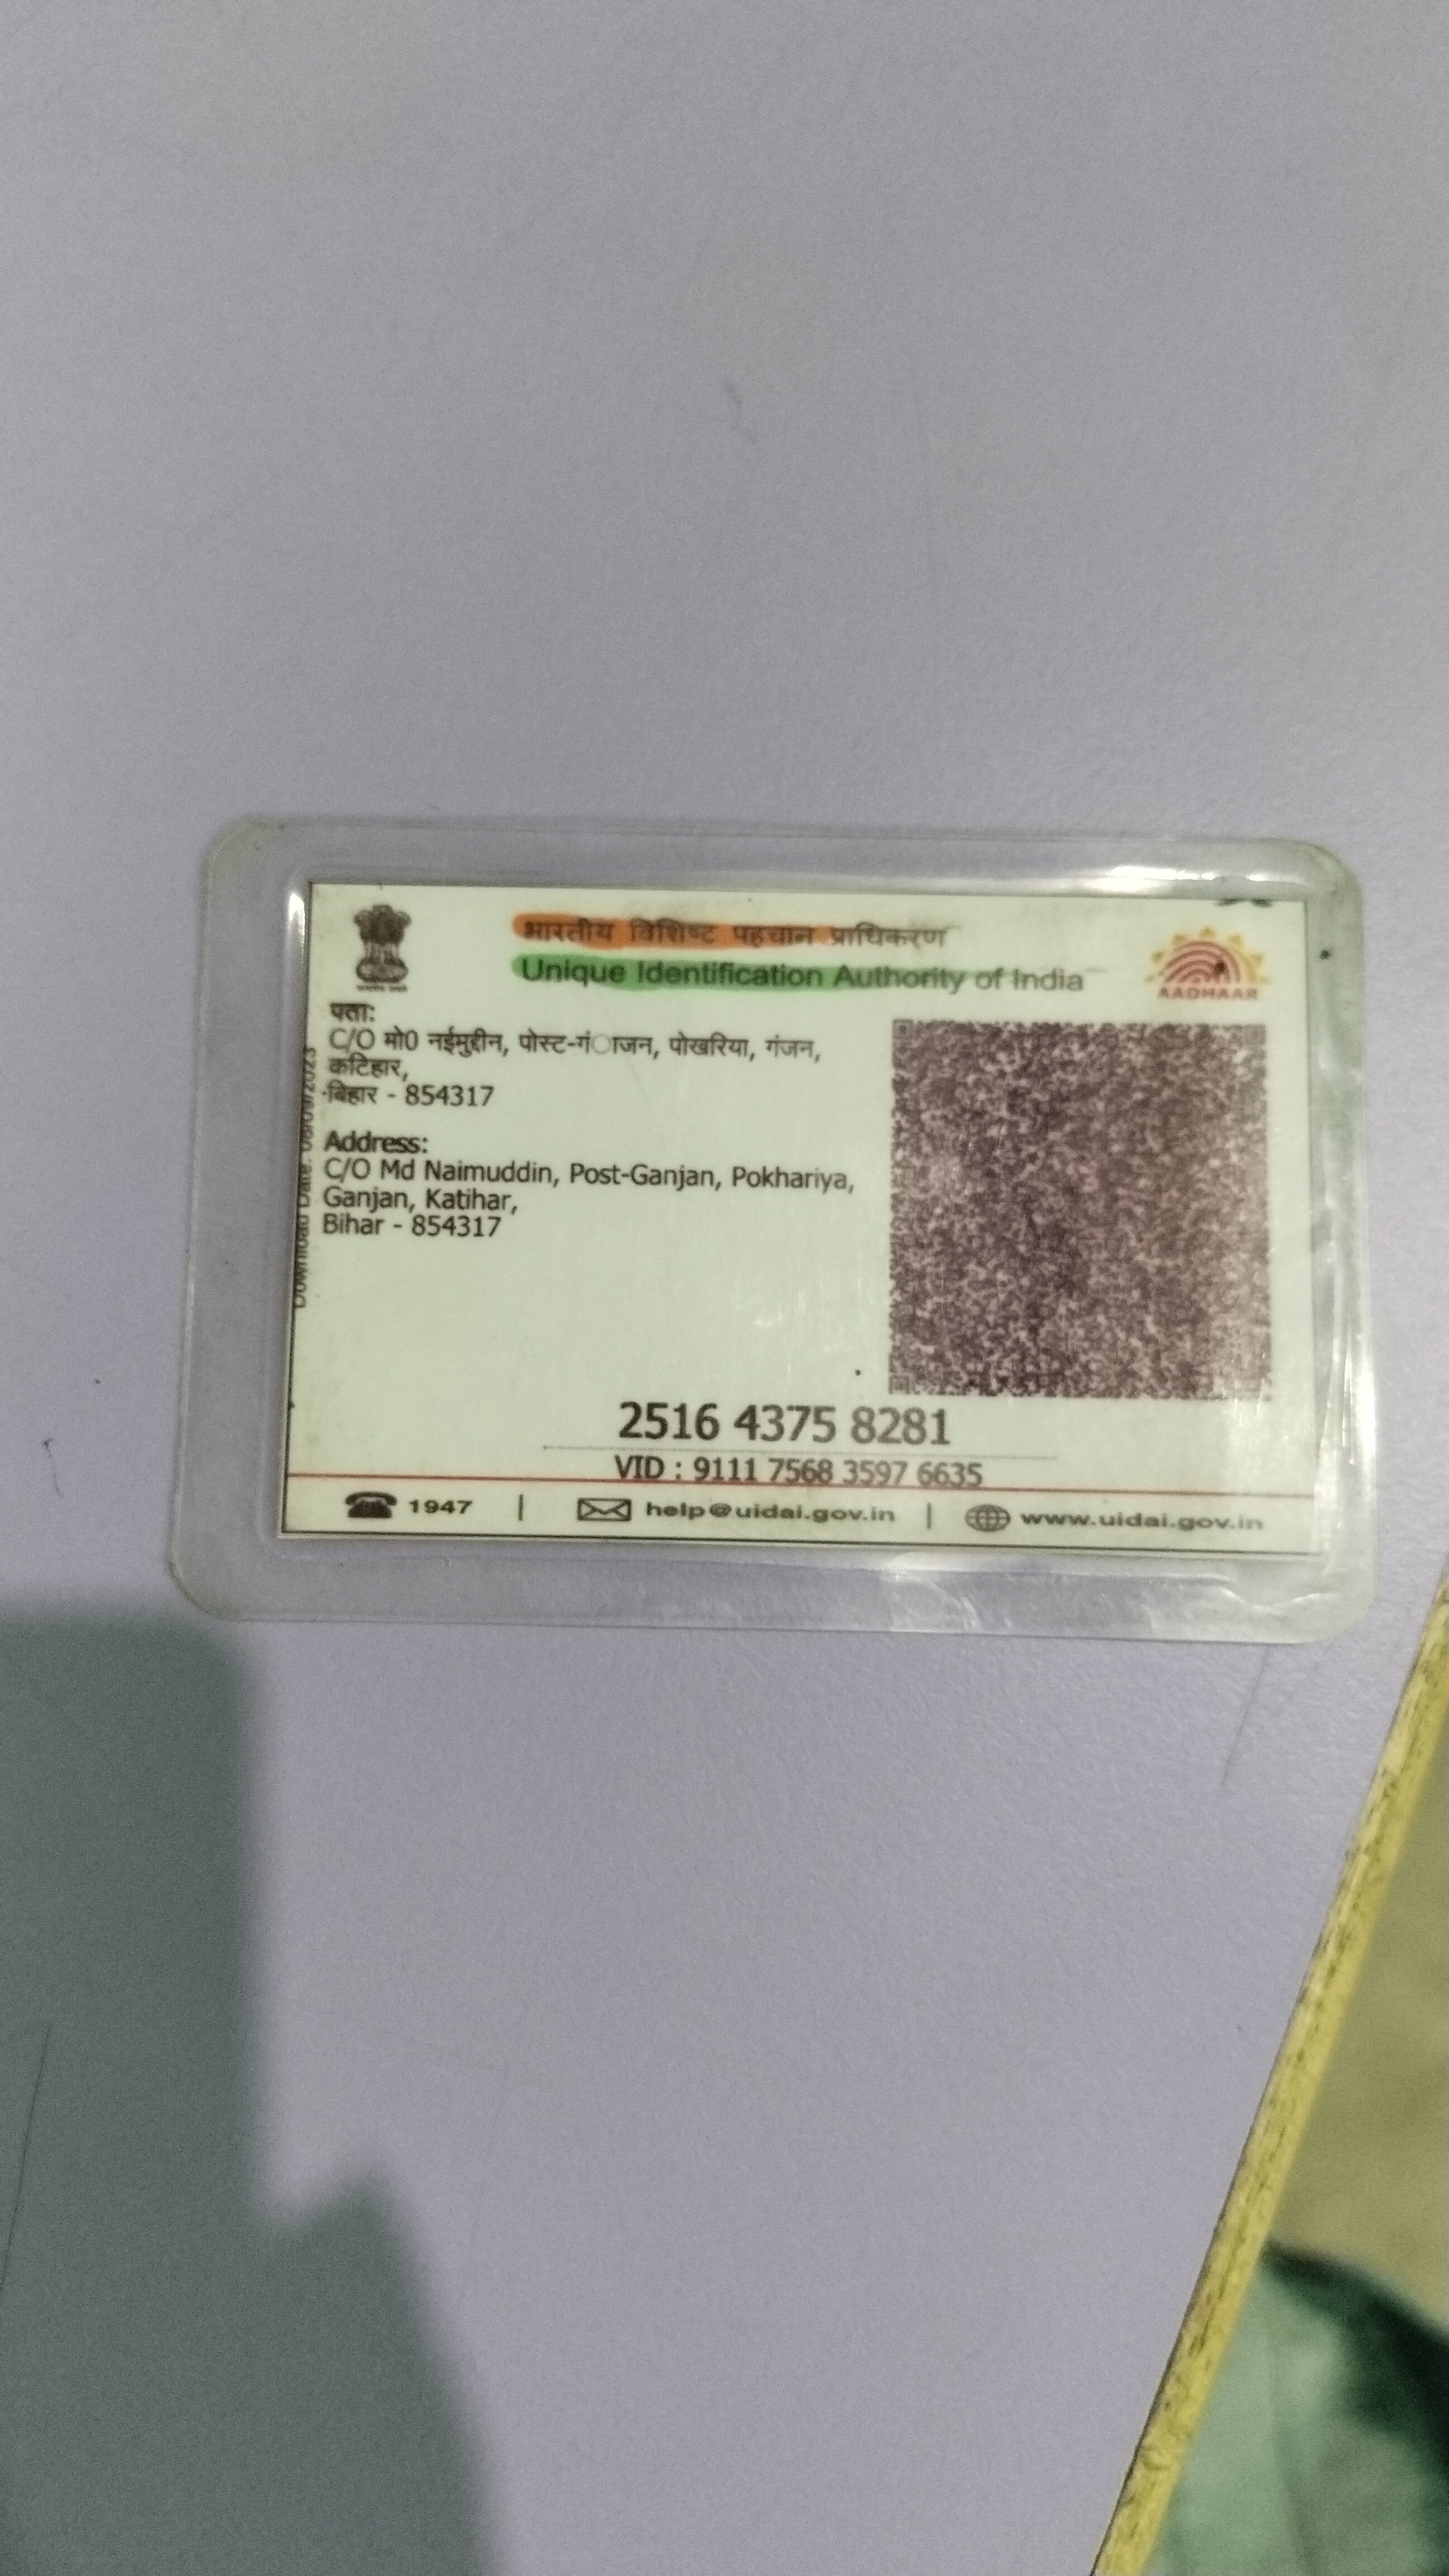 भारतीय विशिष्ट पहचान प्राधिकरण
Unique Identification Authority of India
AADHAAR
पता:
C/O मो0 नईमुद्दीन, पोस्ट-गंाजन, पोखरिया, गंजन,
कटिहार,
बिहार - 854317
Address:
C/O Md Naimuddin, Post-Ganjan, Pokhariya,
Ganjan, Katihar,
Bihar - 854317
Download Date:
2516 4375 8281
VID : 9111 7568 3597 6635
1947 | help@uidai.gov.in | www.uidai.gov.in